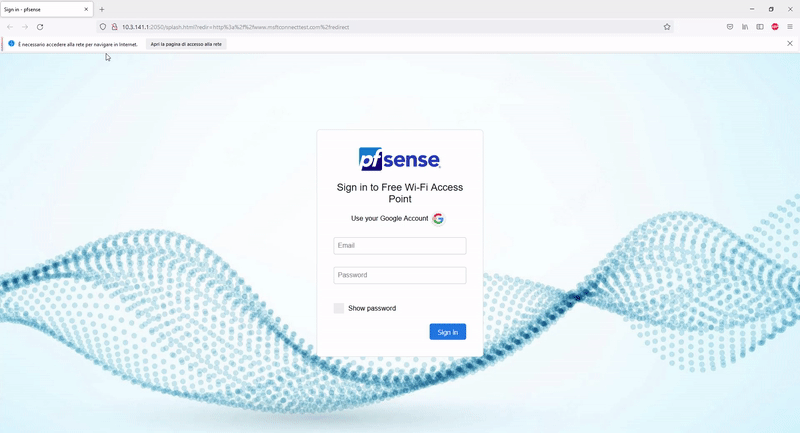 Sign in - pfsense
10.3.141.1:2050/splash.html?redir=http%3a%2f%2fwww.msftconnecttest.com%2fredirect
È necessario accedere alla rete per navigare in Internet.
Apri la pagina di accesso alla rete
pfsense
Sign in to Free Wi-Fi Access
Point
Use your Google Account
Email
Password
Show password
Sign In